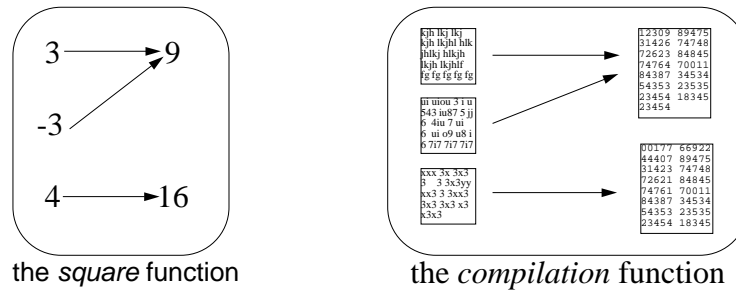 3
9
-3
4
16
the square function
kjh lkj lkj
kjh lkjhl hlk
jhlkj hlkjh
lkjh lkjhlf
fg fg fg fg fg
ui uiou 3 i u
543 iu87 5 jj
6 4iu 7 ui
6 ui o9 u8 i
6 7i7 7i7 7i7
xxx 3x 3x3
3 3 3x3yy
xx3 3 3xx3
3x3 3x3 x3
x3x3
12309 89475
31426 74748
72623 84845
74764 70011
84387 34534
54353 23535
23454 18345
23454
00177 66922
44407 89475
31423 74748
72621 84845
74761 70011
84387 34534
54353 23535
23454 18345
the compilation function